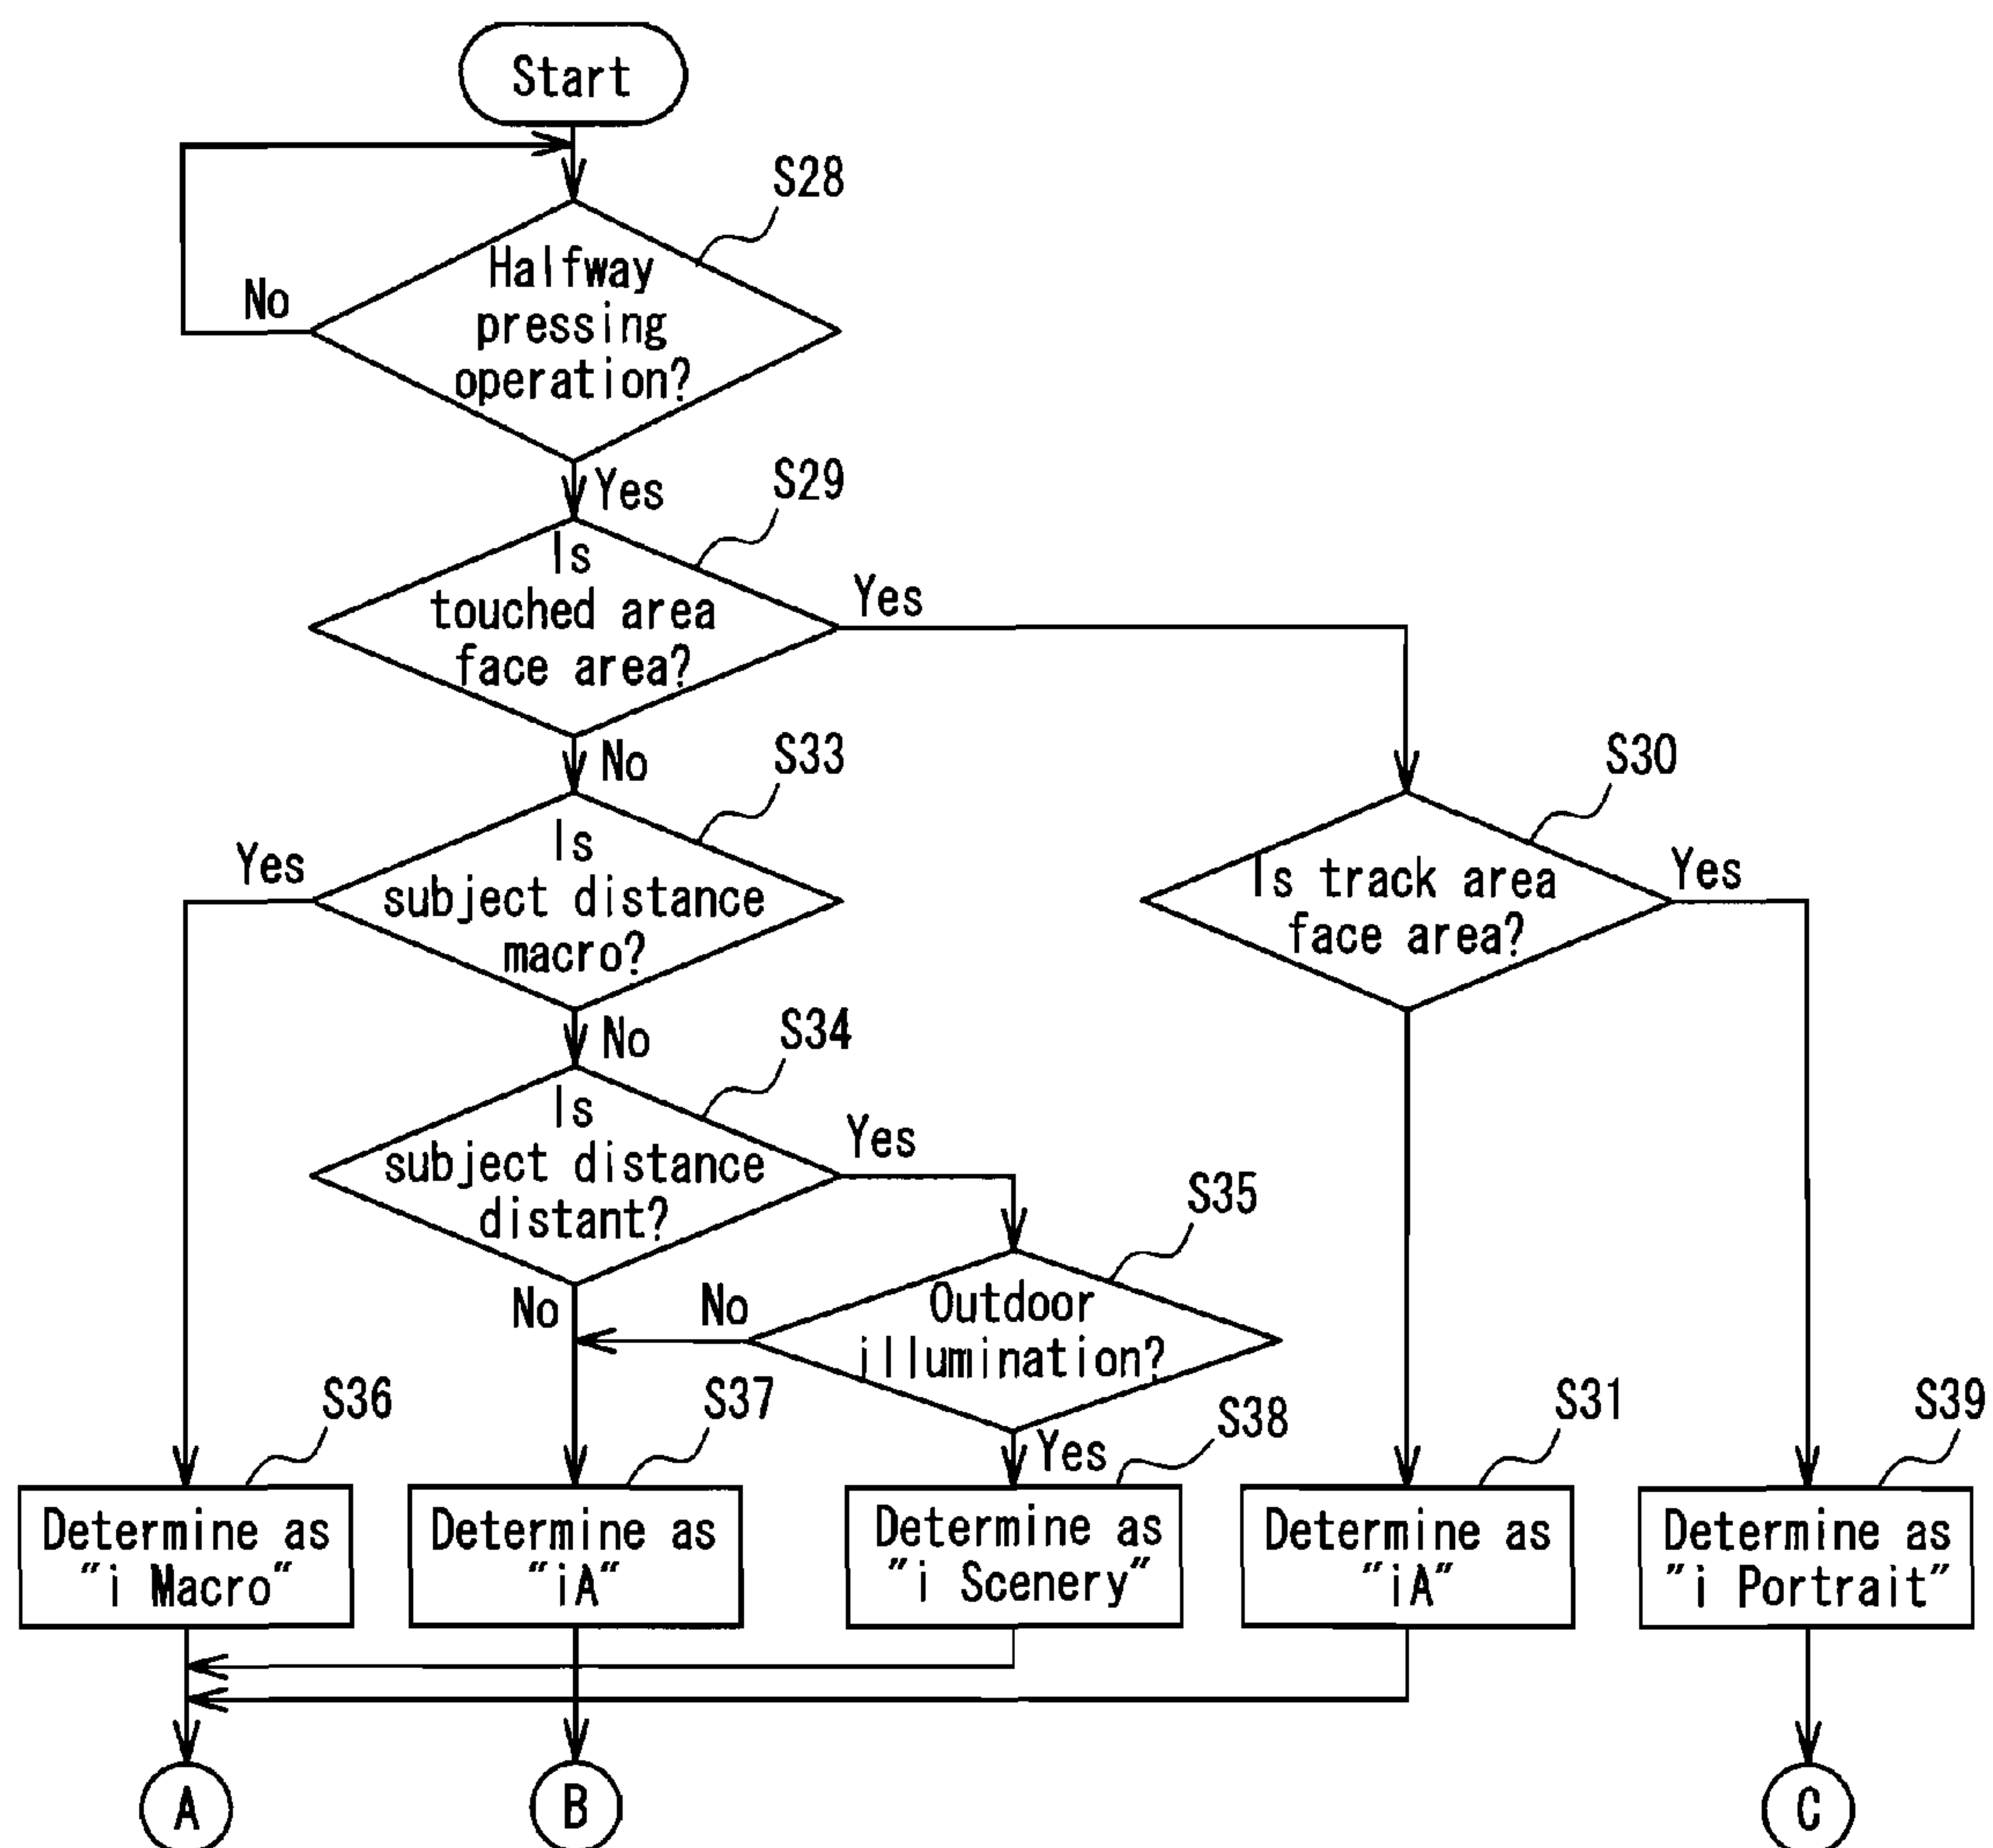 Start
S28
Halfway
pressing
operation?
No
Yes
S29
Is
touched area
face area?
Yes
No
S33
Is
subject distance
macro?
Yes
No
S30
Is track area
face area?
Yes
S34
Is
subject distance
distant?
Yes
No
S35
Outdoor
illumination?
No
Yes
S36
Determine as
"i Macro"
S37
Determine as
"iA"
S38
Determine as
"i Scenery"
S31
Determine as
"iA"
S39
Determine as
"i Portrait"
A
B
C